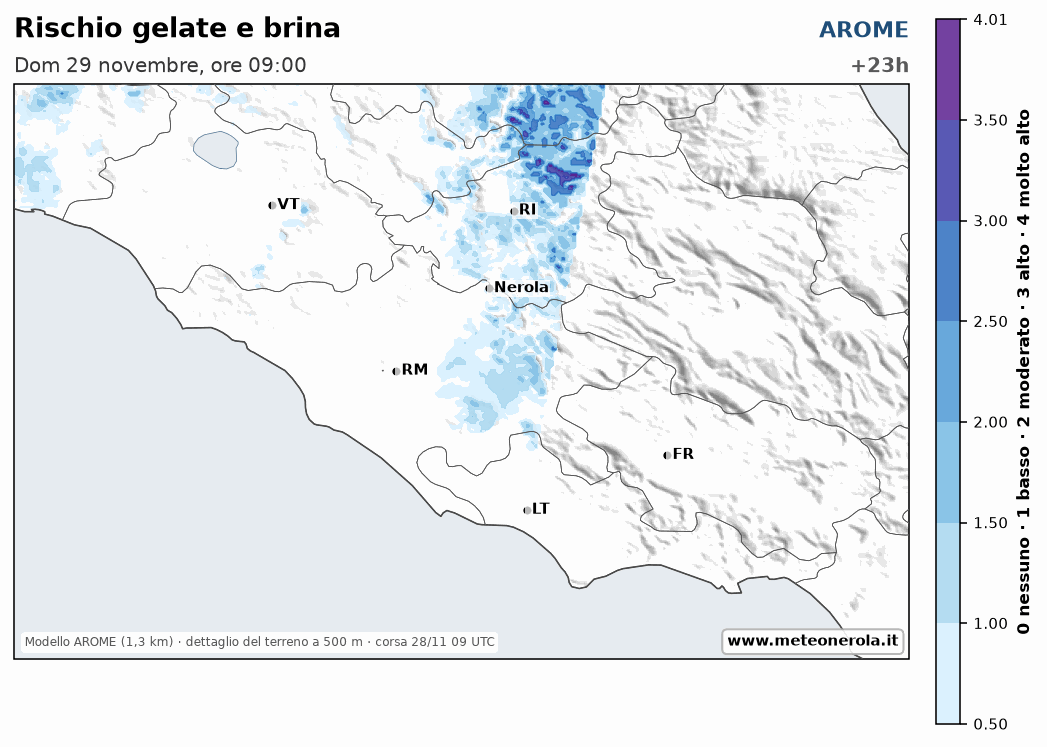 Rischio gelate e brina
AROME
Dom 29 novembre, ore 09:00
+23h
VT
RI
Nerola
RM
FR
LT
Modello AROME (1,3 km) · dettaglio del terreno a 500 m · corsa 28/11 09 UTC
www.meteonerola.it
4.01
3.50
3.00
2.50
2.00
1.50
1.00
0.50
0 nessuno · 1 basso · 2 moderato · 3 alto · 4 molto alto